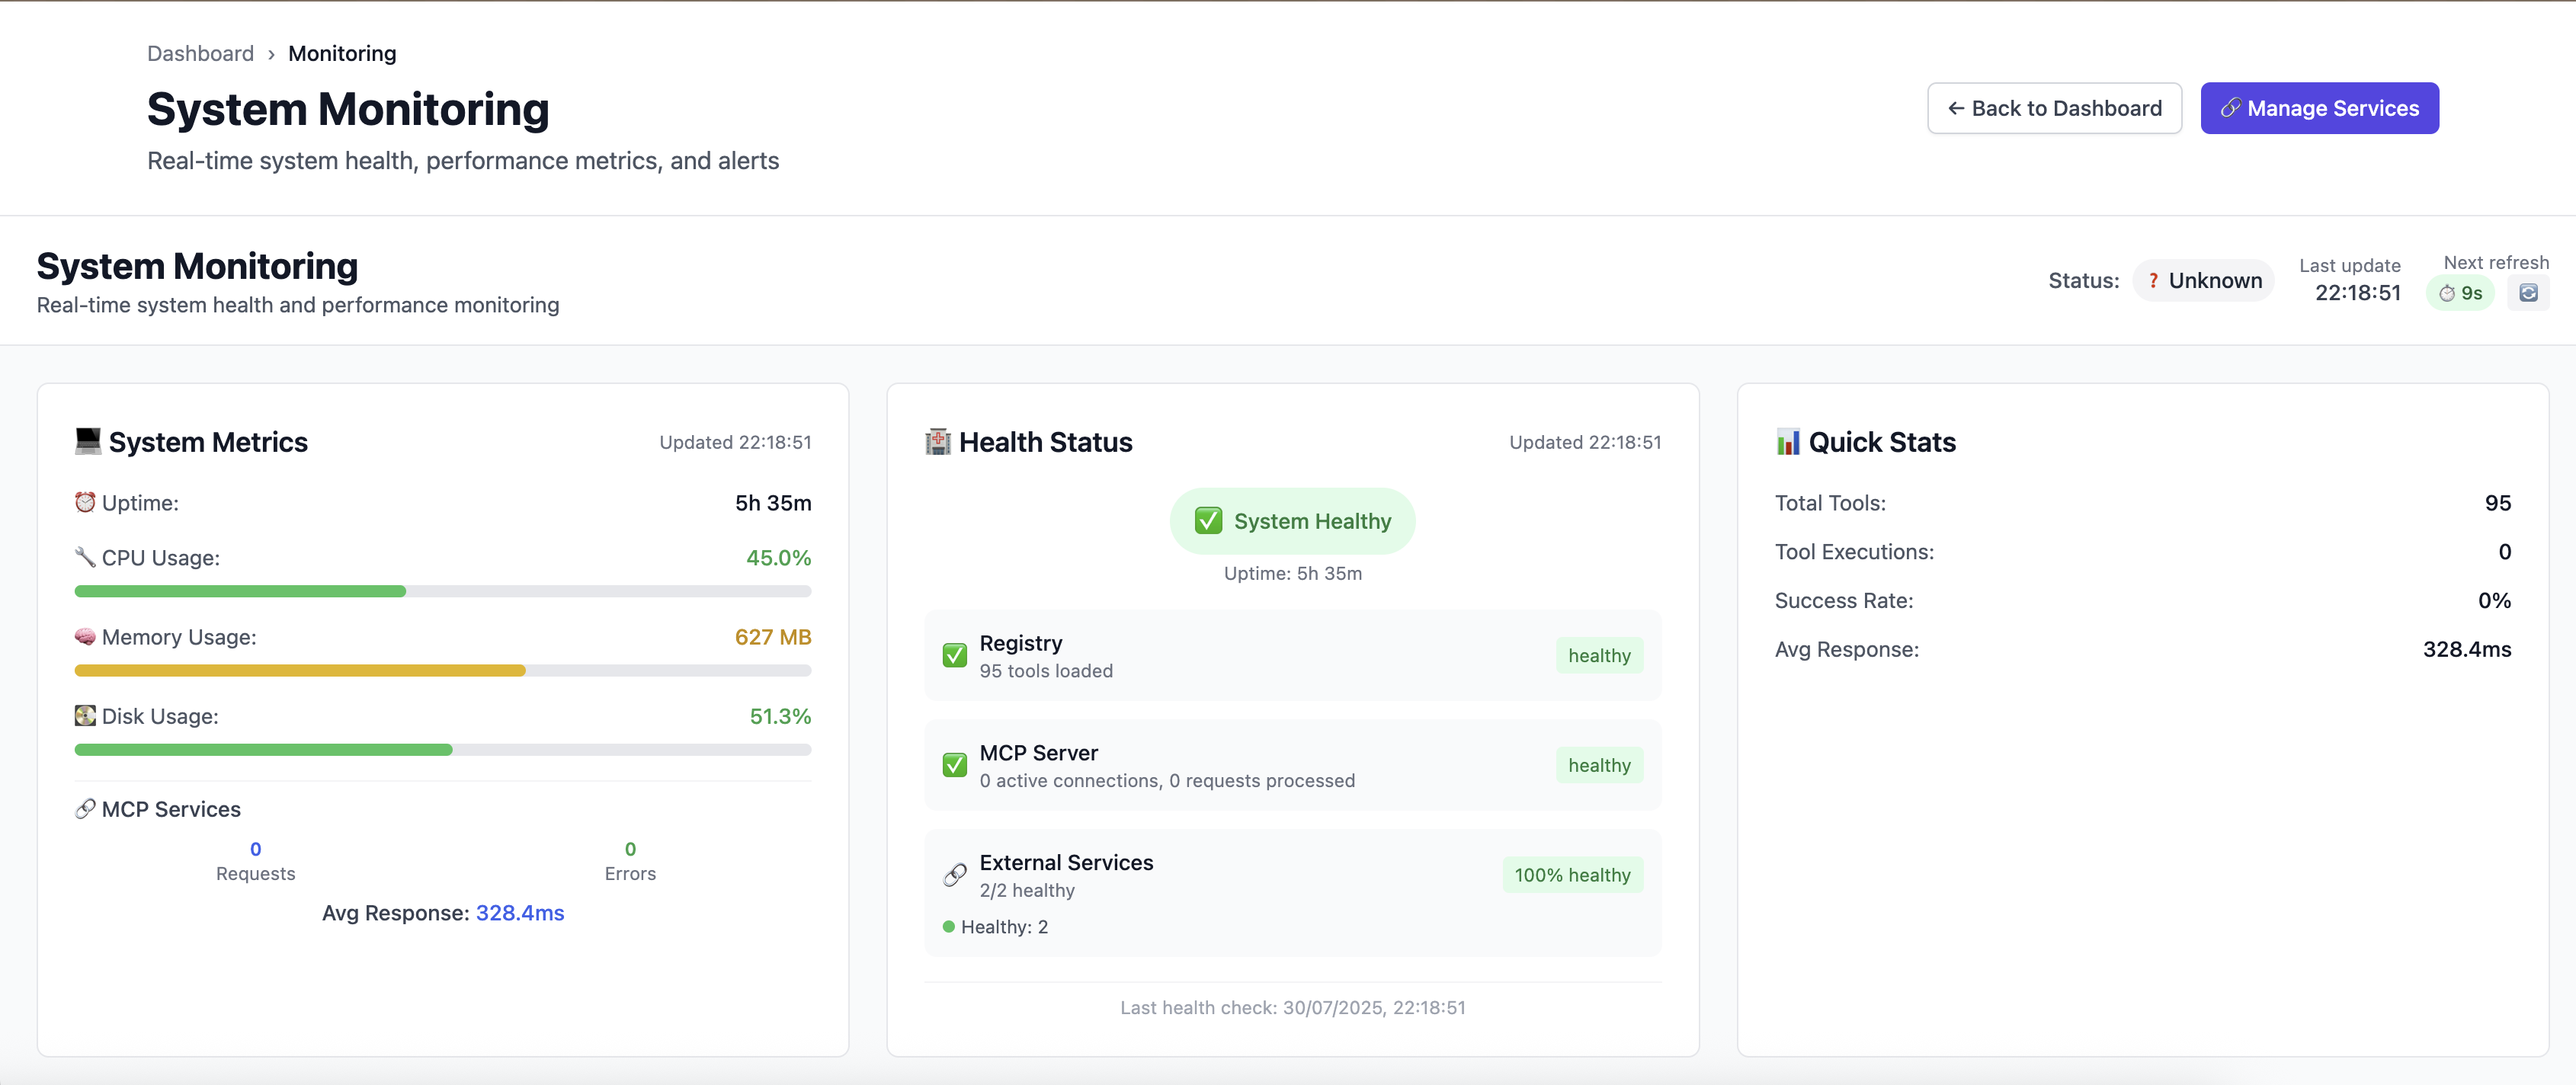 Dashboard › Monitoring
System Monitoring
Real-time system health, performance metrics, and alerts
← Back to Dashboard
🔗 Manage Services
System Monitoring
Real-time system health and performance monitoring
Status: ❓ Unknown
Last update
22:18:51
Next refresh
⏱ 9s 🔄
💻 System Metrics
Updated 22:18:51
⏰ Uptime: 5h 35m
🔧 CPU Usage: 45.0%
🧠 Memory Usage: 627 MB
💽 Disk Usage: 51.3%
🔗 MCP Services
0
Requests
0
Errors
Avg Response: 328.4ms
🏥 Health Status
Updated 22:18:51
✅ System Healthy
Uptime: 5h 35m
✅ Registry
95 tools loaded
healthy
✅ MCP Server
0 active connections, 0 requests processed
healthy
🔗 External Services
2/2 healthy
100% healthy
Healthy: 2
Last health check: 30/07/2025, 22:18:51
📊 Quick Stats
Total Tools: 95
Tool Executions: 0
Success Rate: 0%
Avg Response: 328.4ms